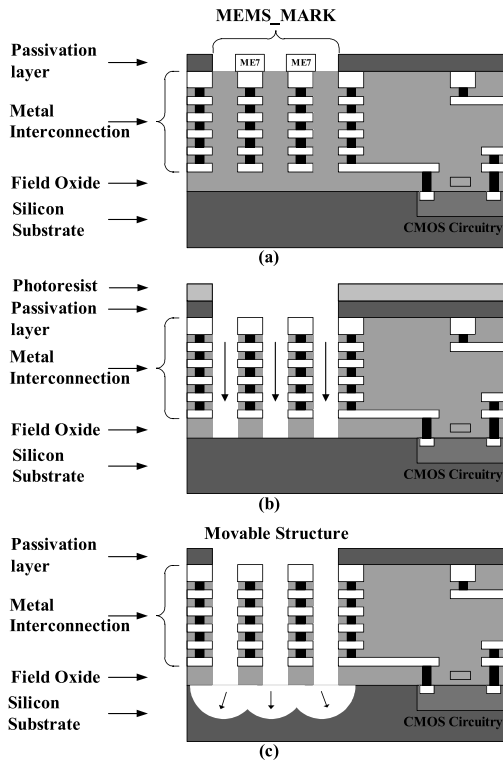 MEMS_MARK
Passivation
layer
ME7 ME7
Metal
Interconnection
Field Oxide
Silicon
Substrate
CMOS Circuitry
(a)
Photoresist
Passivation
layer
Metal
Interconnection
Field Oxide
Silicon
Substrate
CMOS Circuitry
(b)
Movable Structure
Passivation
layer
Metal
Interconnection
Field Oxide
Silicon
Substrate
CMOS Circuitry
(c)